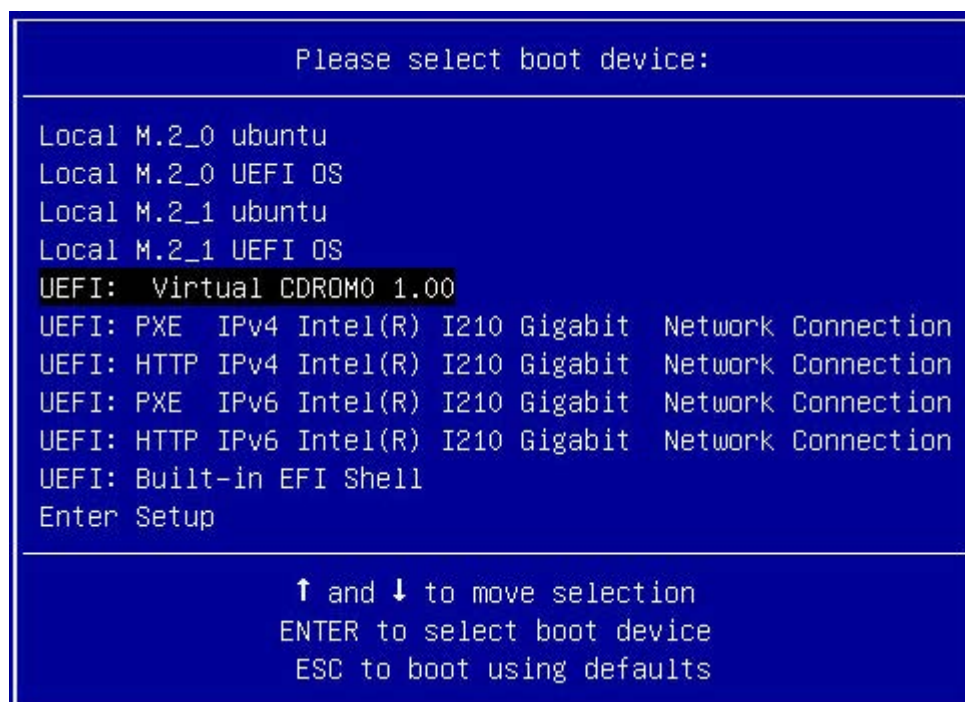 Please select boot device:
Local M.2_0 ubuntu
Local M.2_0 UEFI OS
Local M.2_1 ubuntu
Local M.2_1 UEFI OS
UEFI:  Virtual CDROM0 1.00
UEFI: PXE  IPv4 Intel(R) I210 Gigabit  Network Connection
UEFI: HTTP IPv4 Intel(R) I210 Gigabit  Network Connection
UEFI: PXE  IPv6 Intel(R) I210 Gigabit  Network Connection
UEFI: HTTP IPv6 Intel(R) I210 Gigabit  Network Connection
UEFI: Built-in EFI Shell
Enter Setup
↑ and ↓ to move selection
ENTER to select boot device
ESC to boot using defaults